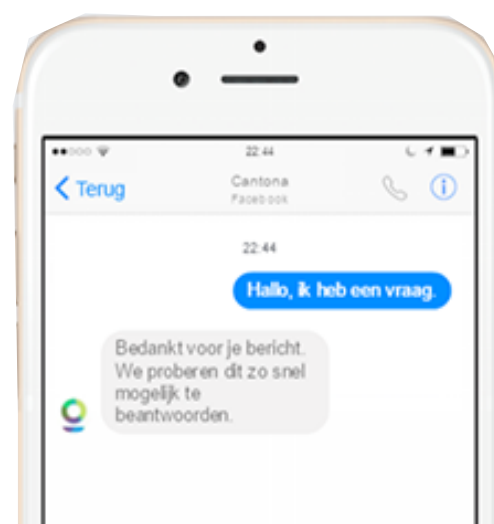 22:44
Terug
Cantona
Facebook
22:44
Hallo, ik heb een vraag.
Bedankt voor je bericht.
We proberen dit zo snel
mogelijk te
beantwoorden.